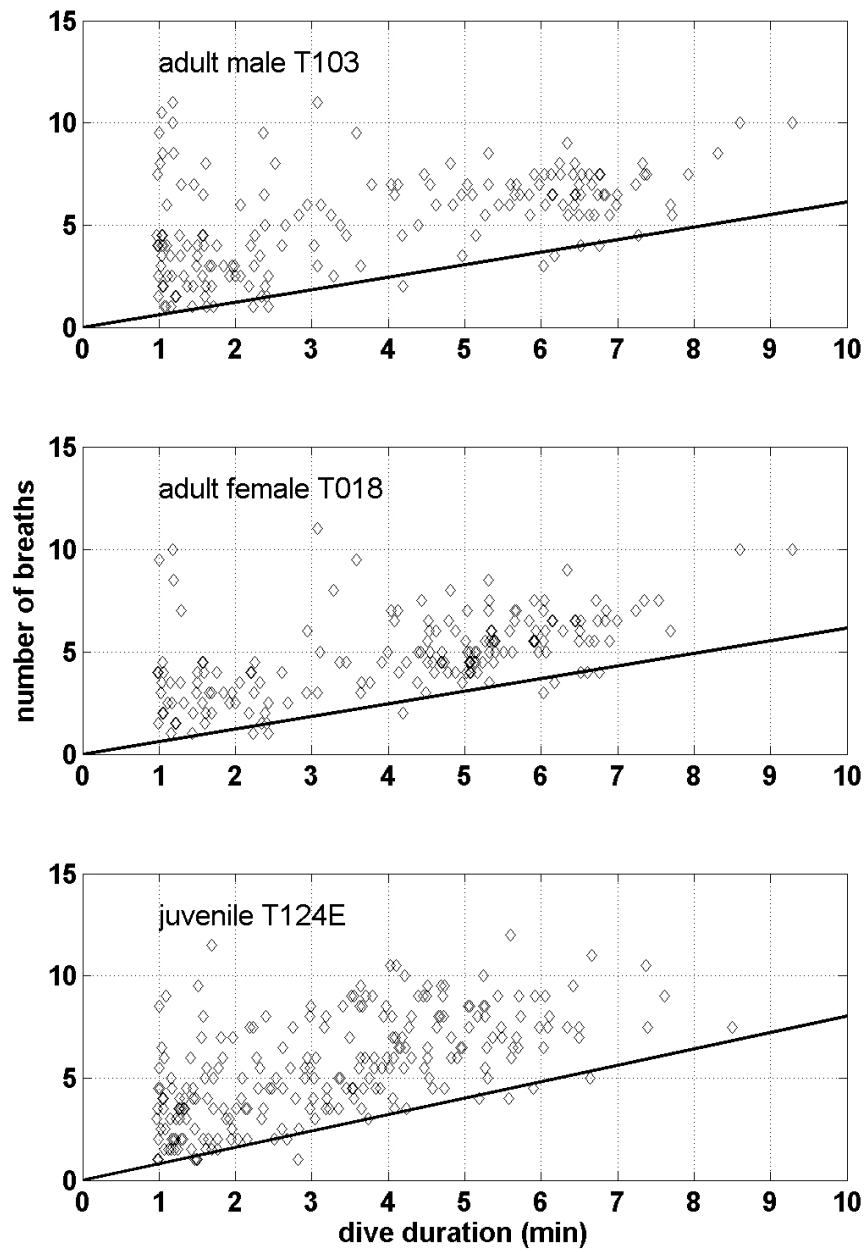 15
adult male T103
10
5
0
0 1 2 3 4 5 6 7 8 9 10
15
adult female T018
10
number of breaths
5
0
0 1 2 3 4 5 6 7 8 9 10
15
juvenile T124E
10
5
0
0 1 2 3 4 5 6 7 8 9 10
dive duration (min)